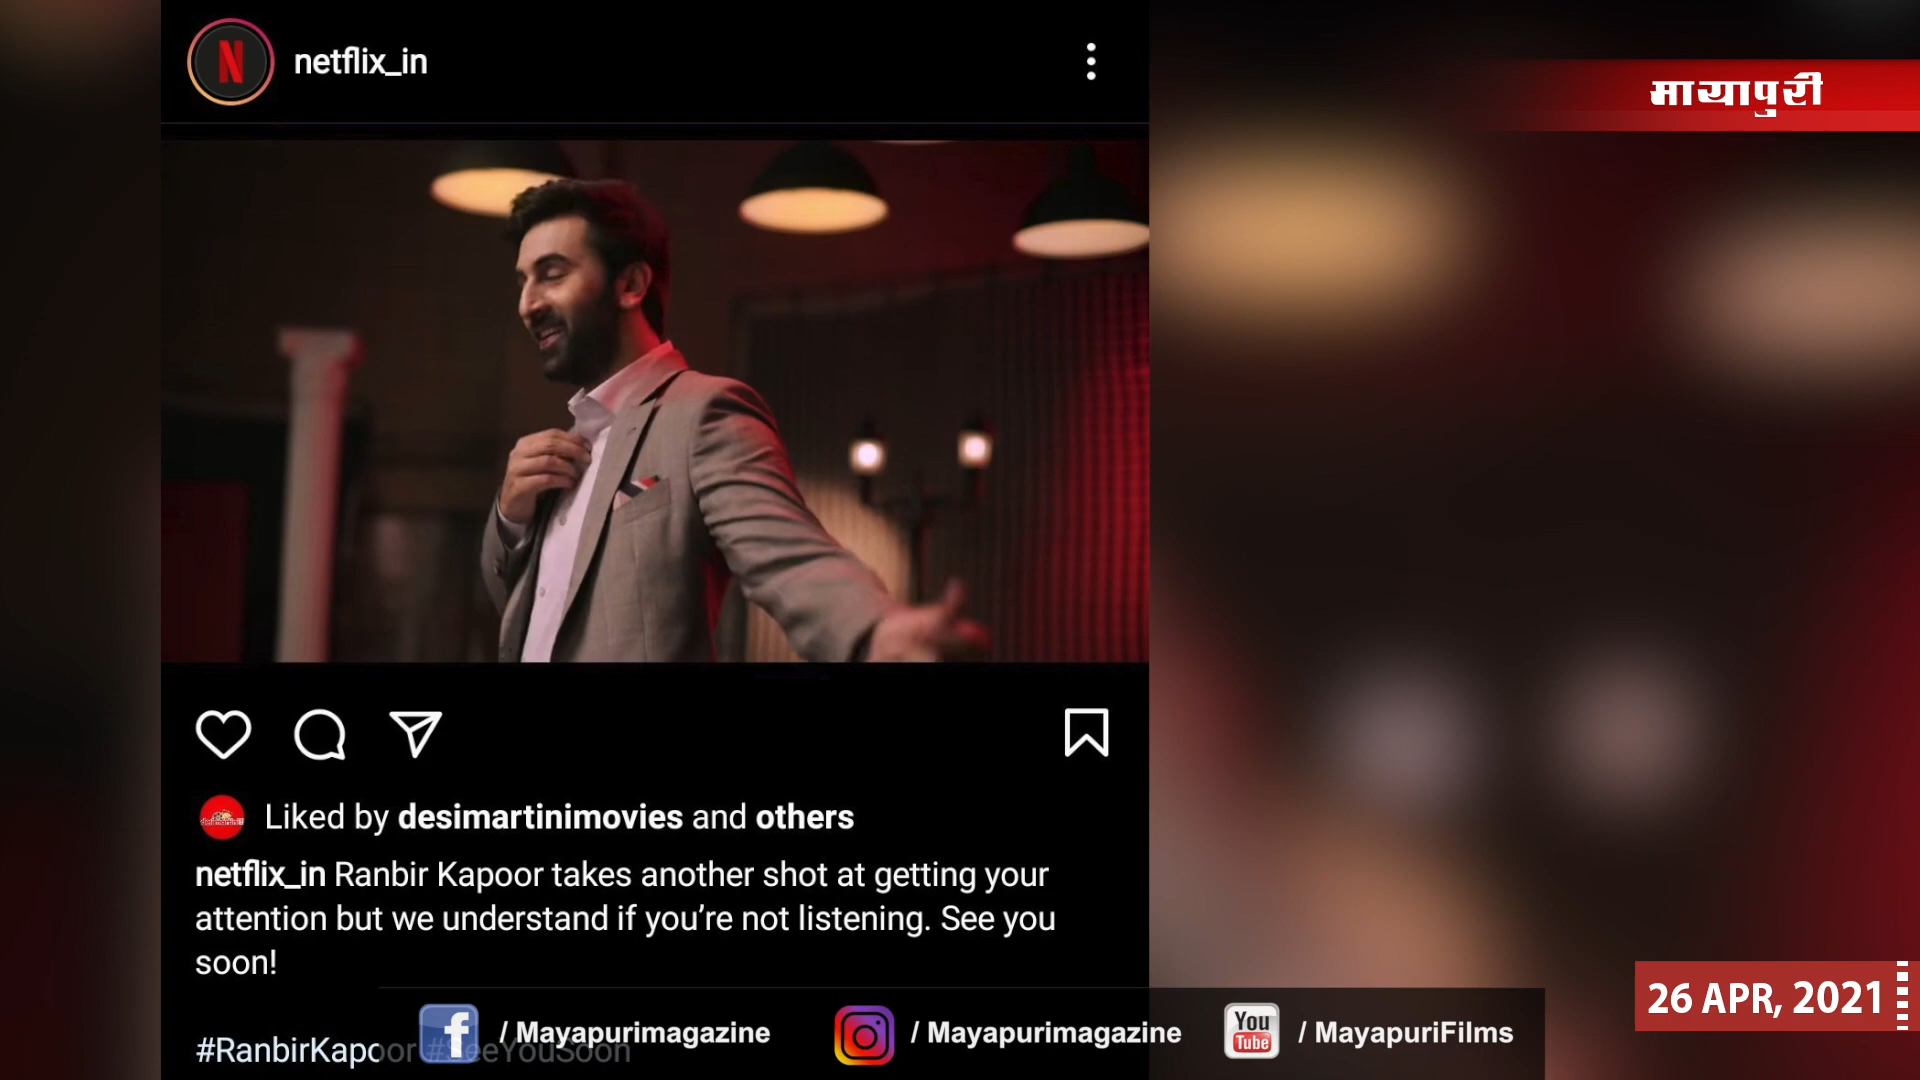 N netflix_in
मायापुरी
Liked by desimartinimovies and others
netflix_in Ranbir Kapoor takes another shot at getting your
attention but we understand if you’re not listening. See you
soon!
#RanbirKapoor #SeeYouSoon
f / Mayapurimagazine / Mayapurimagazine You Tube / MayapuriFilms
26 APR, 2021